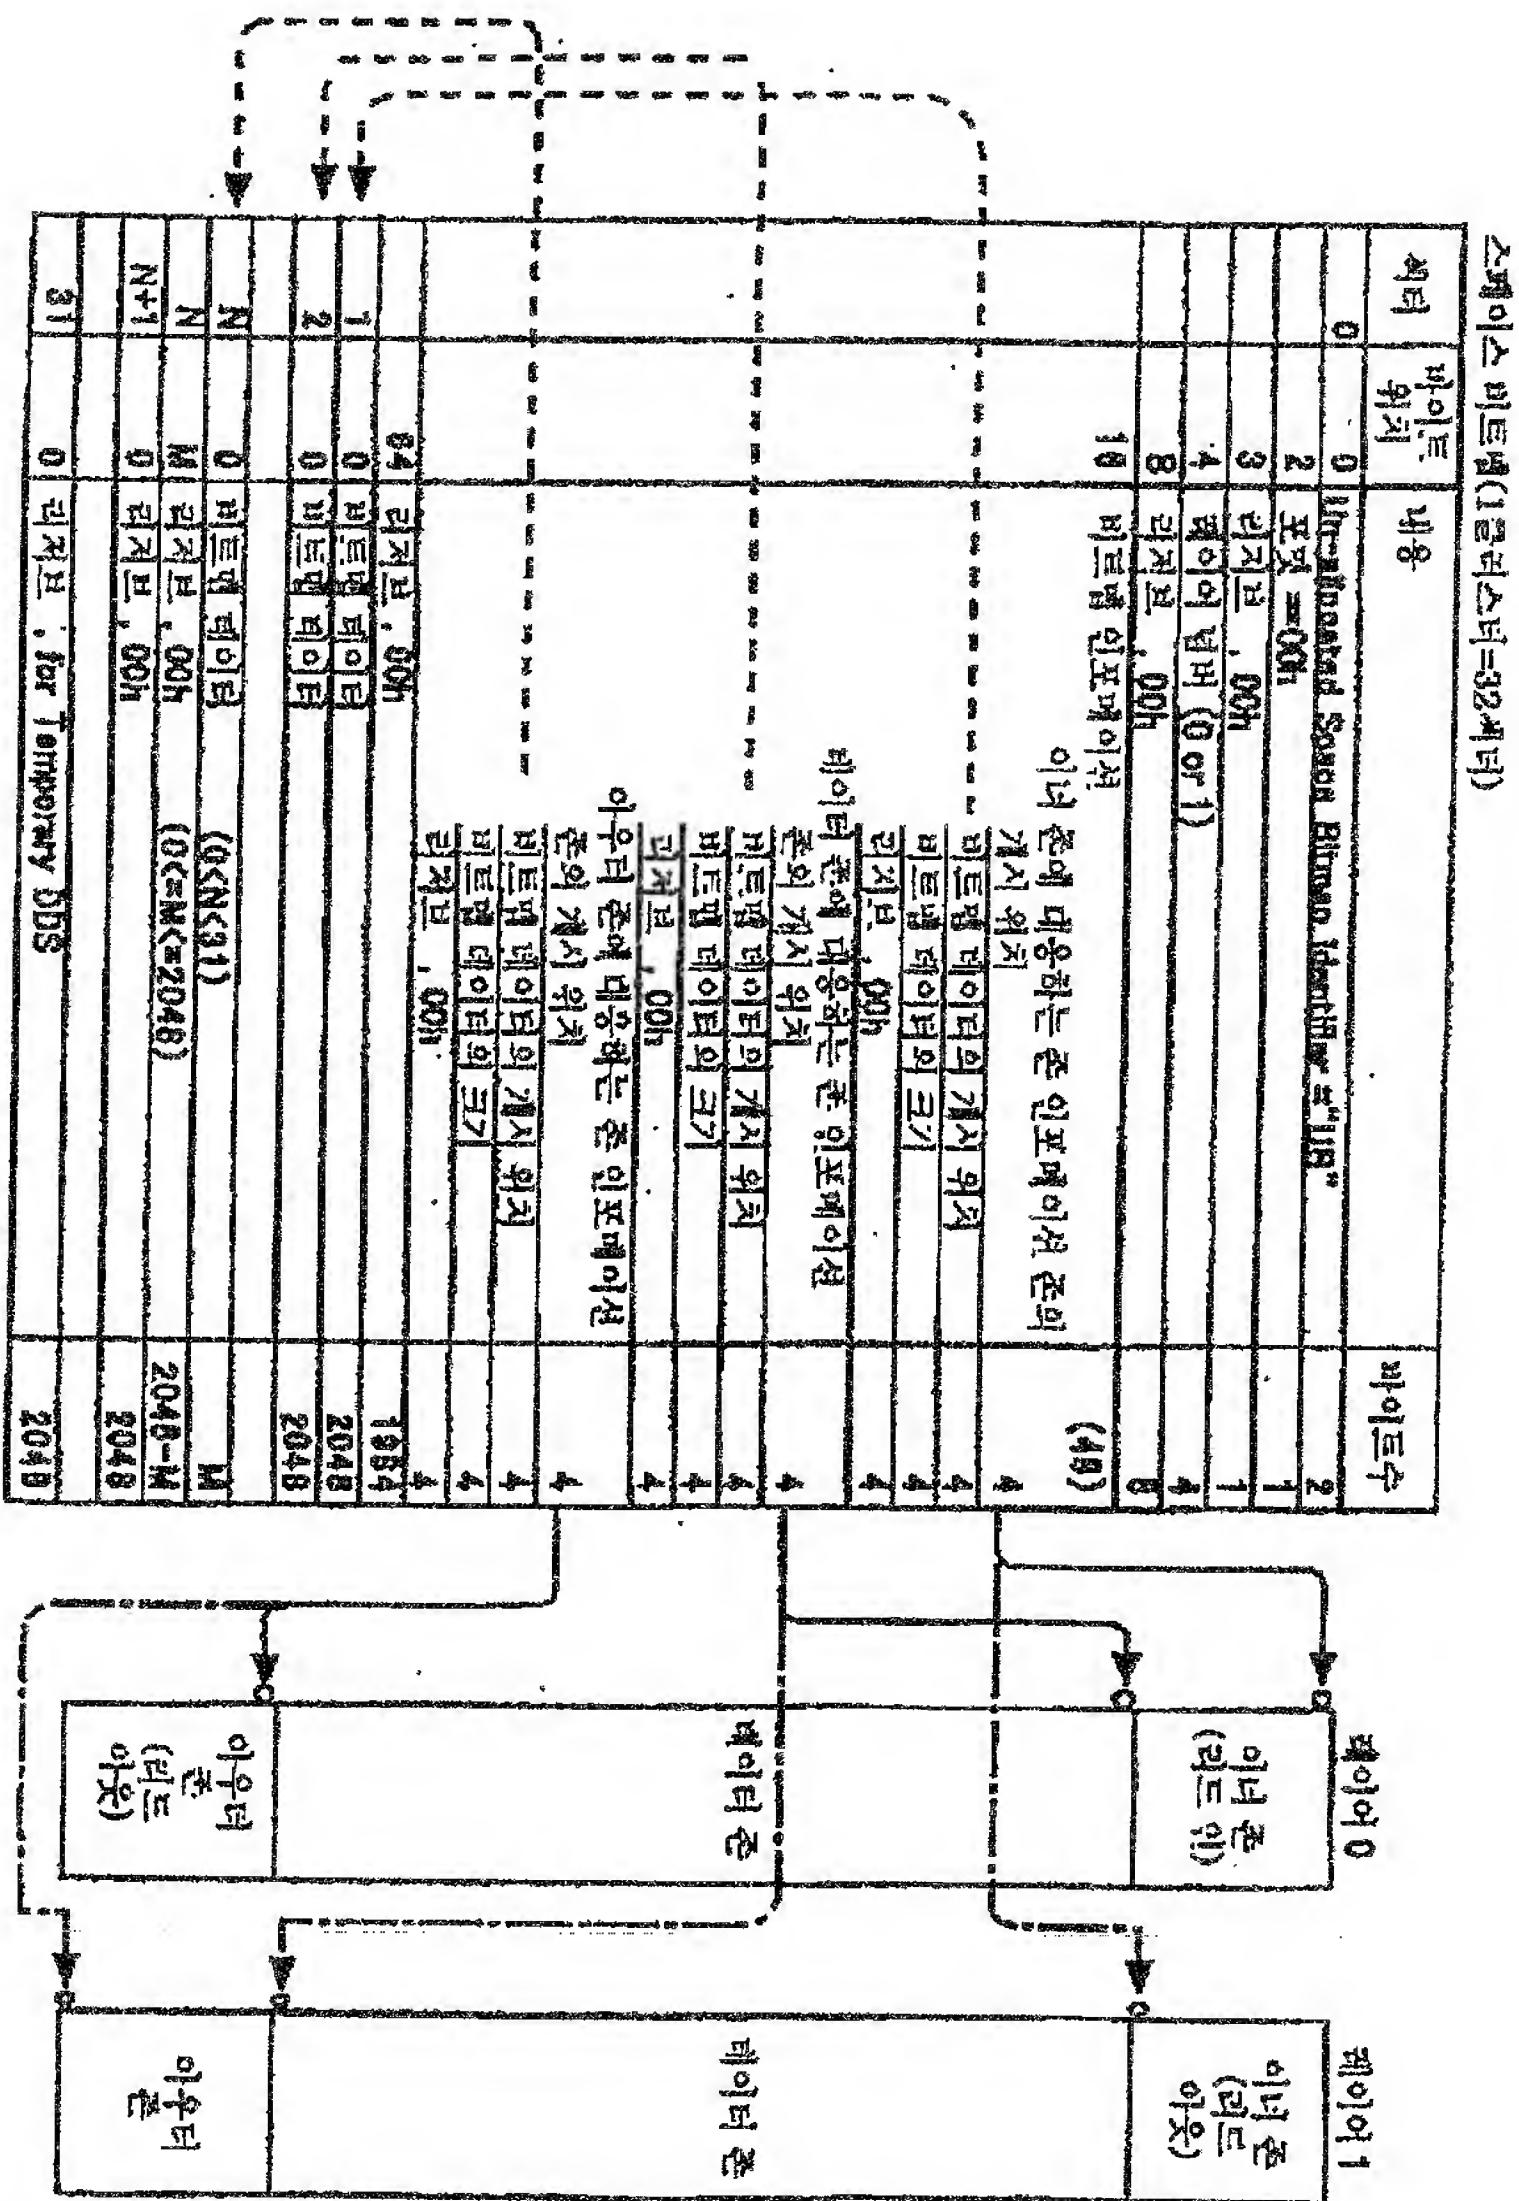 스페이스 비트맵(1클러스터=32섹터)
섹터 바이트 위치 내용 바이트수
0 0 Un-allocated Space Bitmap Identifier ="UB" 2
2 포맷 =00h 1
3 리저브 , 00h 1
4 레이어 넘버 (0 or 1) 4
8 리저브 , 00h 8
16 비트맵 인포메이션 (48)
이너 존에 대응하는 존 인포메이션 존의
개시 위치 4
비트맵 데이터의 개시 위치 4
비트맵 데이터의 크기 4
리저브, 00h 4
데이터 존에 대응하는 존 인포메이션
존의 개시 위치 4
비트맵 데이터의 개시 위치 4
비트맵 데이터의 크기 4
리저브 , 00h 4
아우터 존에 대응하는 존 인포메이션
존의 개시 위치 4
비트맵 데이터의 개시 위치 4
비트맵 데이터의 크기 4
리저브 , 00h 4
64 리저브, 00h 1984
1 0 비트맵 데이터 2048
2 0 비트맵 데이터 2048
N 0 비트맵 데이터 (0<N<31) M
N M 리저브 , 00h (0<=M<=2048) 2048-M
N+1 0 리저브 , 00h 2048
31 0 리저브 , for Temporary DDS 2048
레이어 0
이너 존
(리드 인)
데이터 존
아우터
존
(리드
아웃)
레이어 1
이너 존
(리드
아웃)
데이터 존
아우터
존